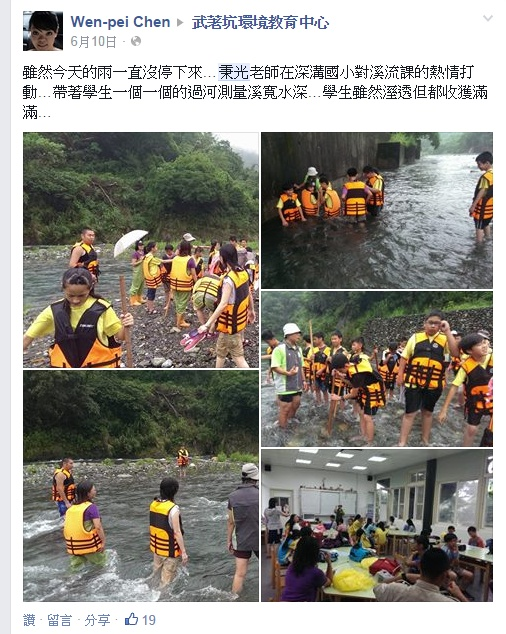 Wen-pei Chen ▸ 武荖坑環境教育中心
6月10日 ·
雖然今天的雨一直沒停下來...秉光老師在深溝國小對溪流課的熱情打
動...帶著學生一個一個的過河測量溪寬水深...學生雖然溼透但都收獲滿
滿...
讚 · 留言 · 分享 · 19